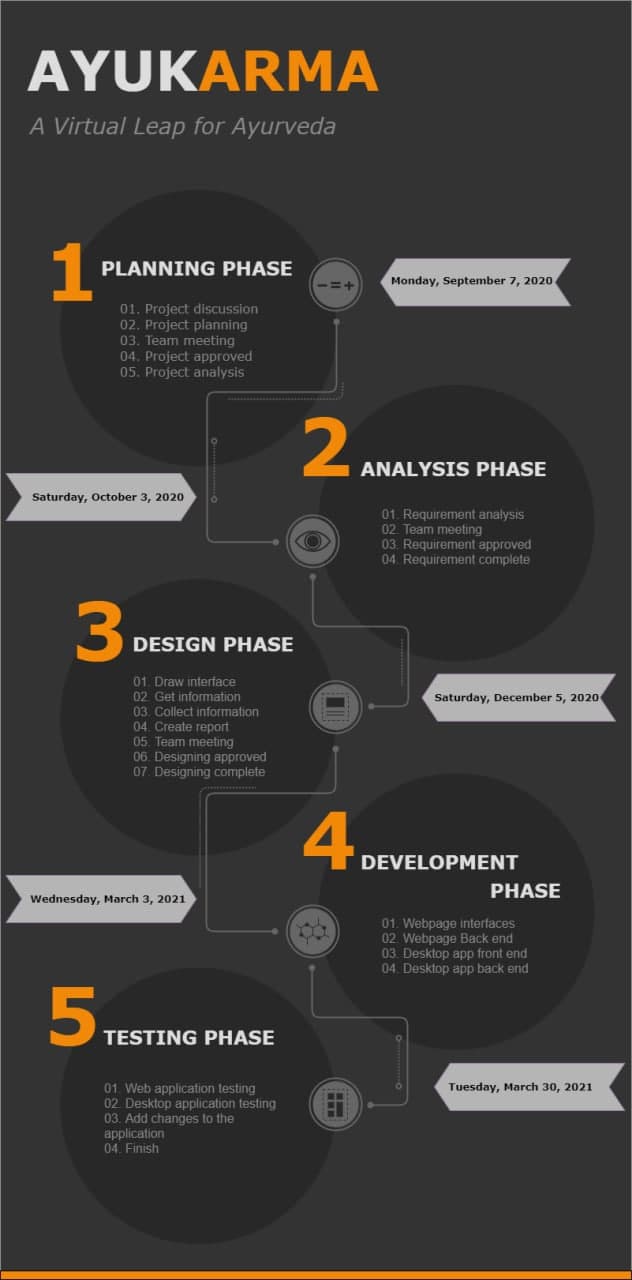 AYUKARMA
A Virtual Leap for Ayurveda
1
PLANNING PHASE
01. Project discussion
02. Project planning
03. Team meeting
04. Project approved
05. Project analysis
−=+
Monday, September 7, 2020
2
ANALYSIS PHASE
01. Requirement analysis
02. Team meeting
03. Requirement approved
04. Requirement complete
Saturday, October 3, 2020
3
DESIGN PHASE
01. Draw interface
02. Get information
03. Collect information
04. Create report
05. Team meeting
06. Designing approved
07. Designing complete
Saturday, December 5, 2020
4
DEVELOPMENT
PHASE
01. Webpage interfaces
02. Webpage Back end
03. Desktop app front end
04. Desktop app back end
Wednesday, March 3, 2021
5
TESTING PHASE
01. Web application testing
02. Desktop application testing
03. Add changes to the
application
04. Finish
Tuesday, March 30, 2021